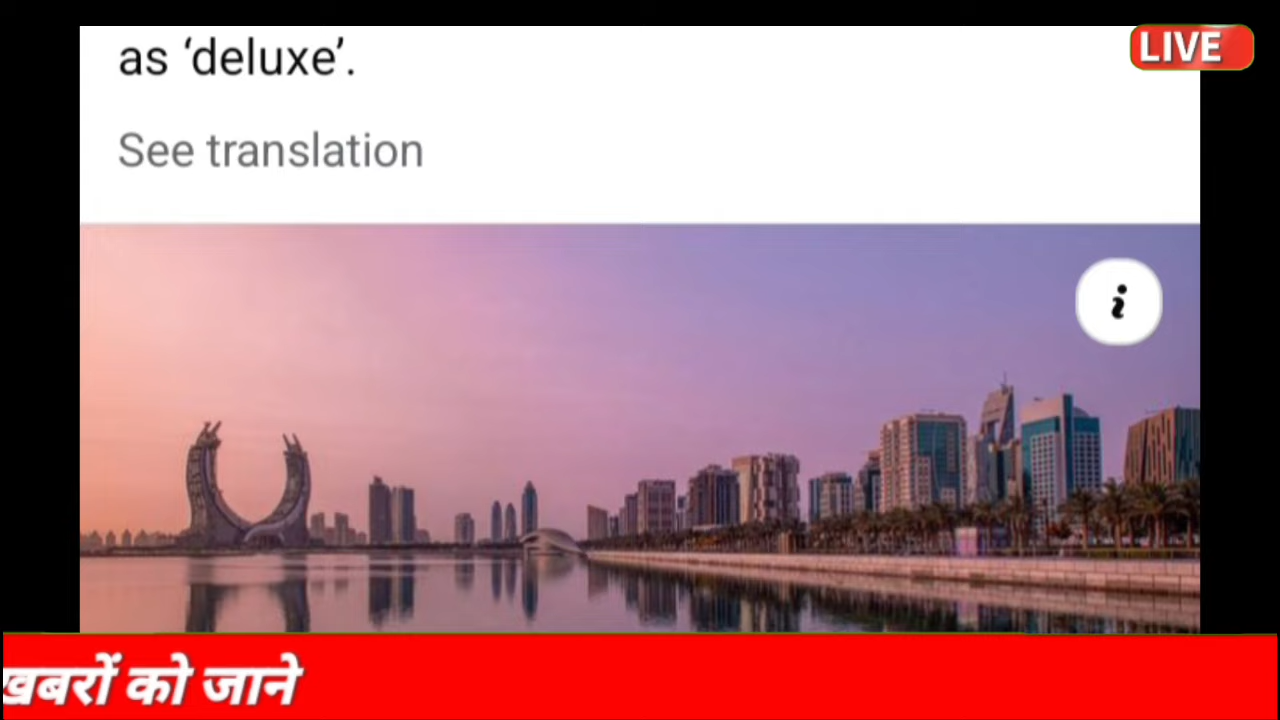 as ‘deluxe’.
LIVE
See translation
i
खबरों को जाने